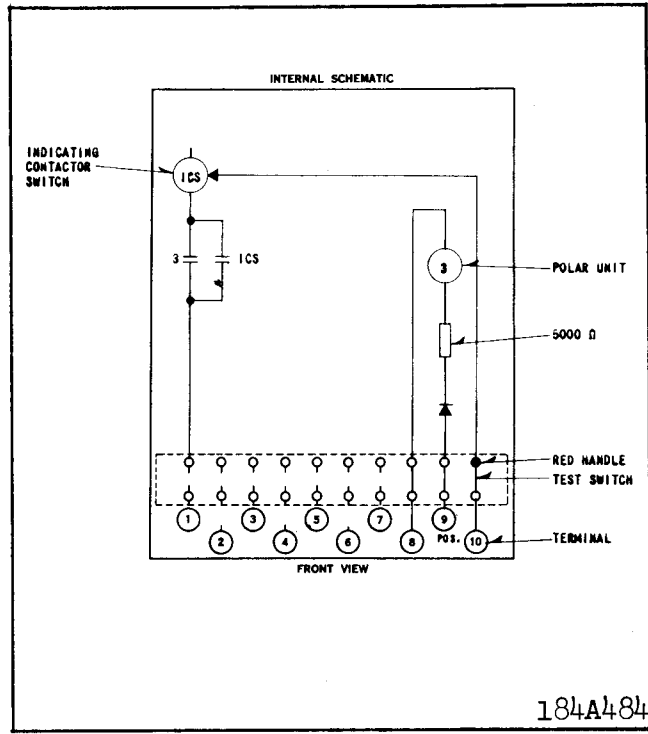 INTERNAL SCHEMATIC
INDICATING
CONTACTOR
SWITCH
ICS
3 ICS
3
POLAR UNIT
5000 Ω
RED HANDLE
TEST SWITCH
1 3 5 7 9
2 4 6 8 POS. 10
TERMINAL
FRONT VIEW
184A484